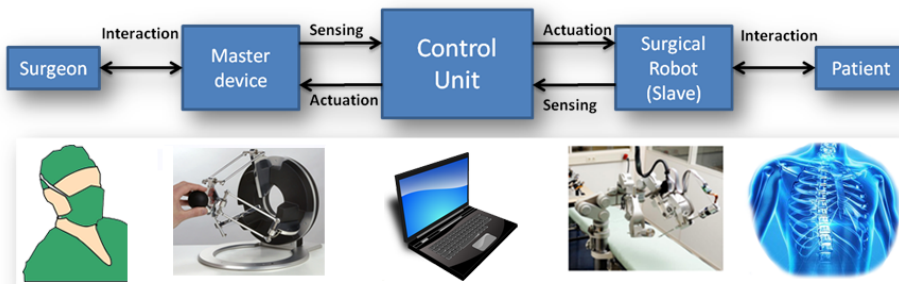 Surgeon
Interaction
Master
device
Sensing
Actuation
Control
Unit
Actuation
Sensing
Surgical
Robot
(Slave)
Interaction
Patient